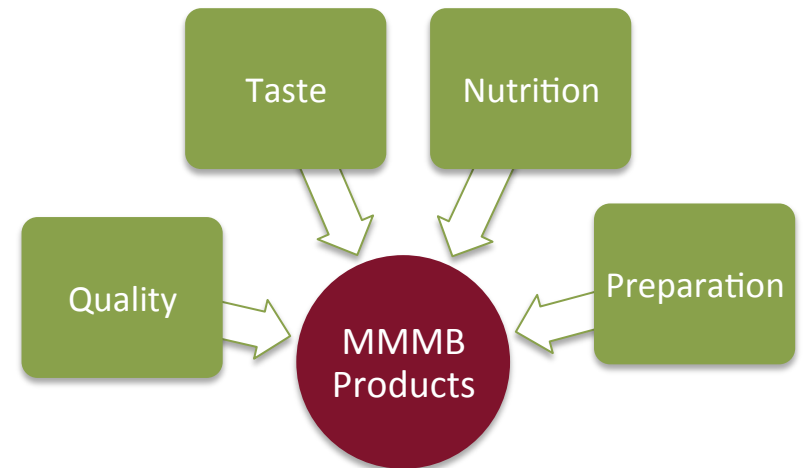 Taste
Nutrition
Quality
Preparation
MMMB
Products